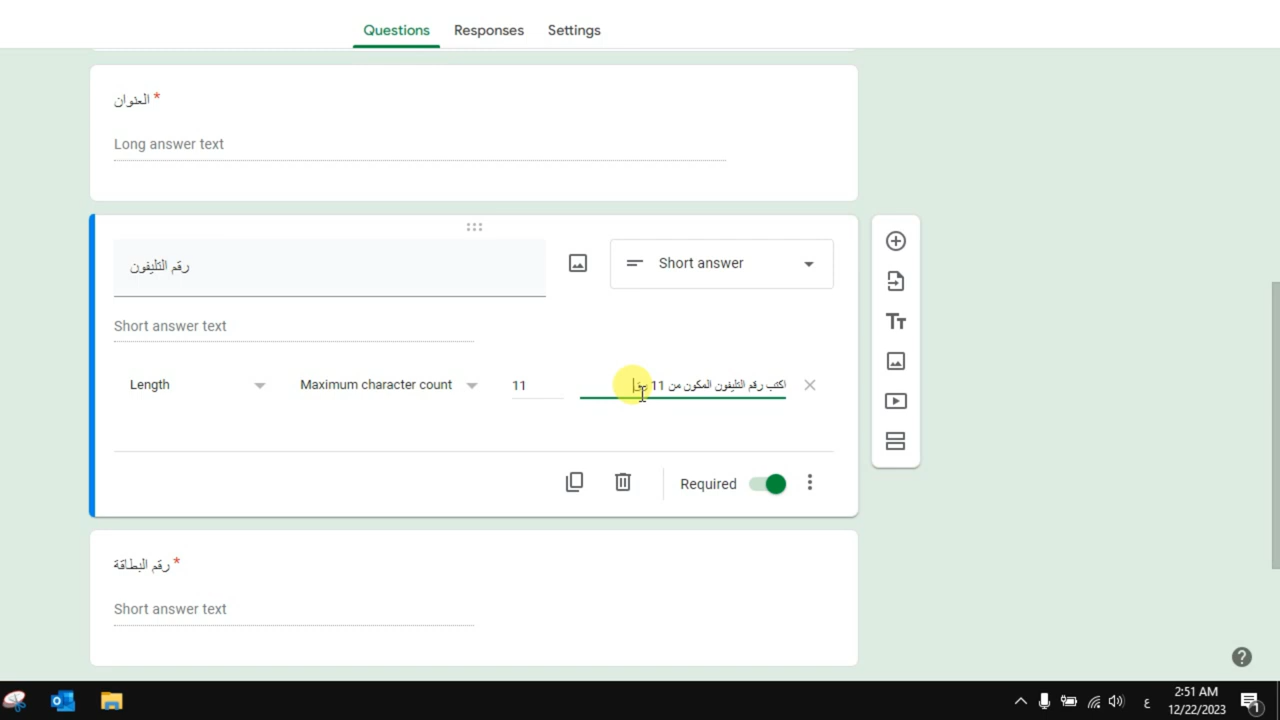 Questions
Responses
Settings
العنوان *
Long answer text
رقم التليفون
Short answer
Short answer text
Length
Maximum character count
11
اكتب رقم التليفون المكون من 11
Required
رقم البطاقة *
Short answer text
ع
2:51 AM
12/22/2023
1